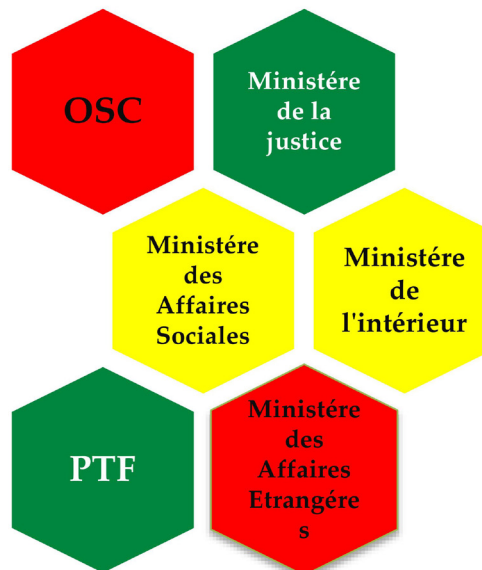 OSC
Ministére
de la
justice
Ministére
des
Affaires
Sociales
Ministére
de
l'intérieur
PTF
Ministére
des
Affaires
Etrangére
s